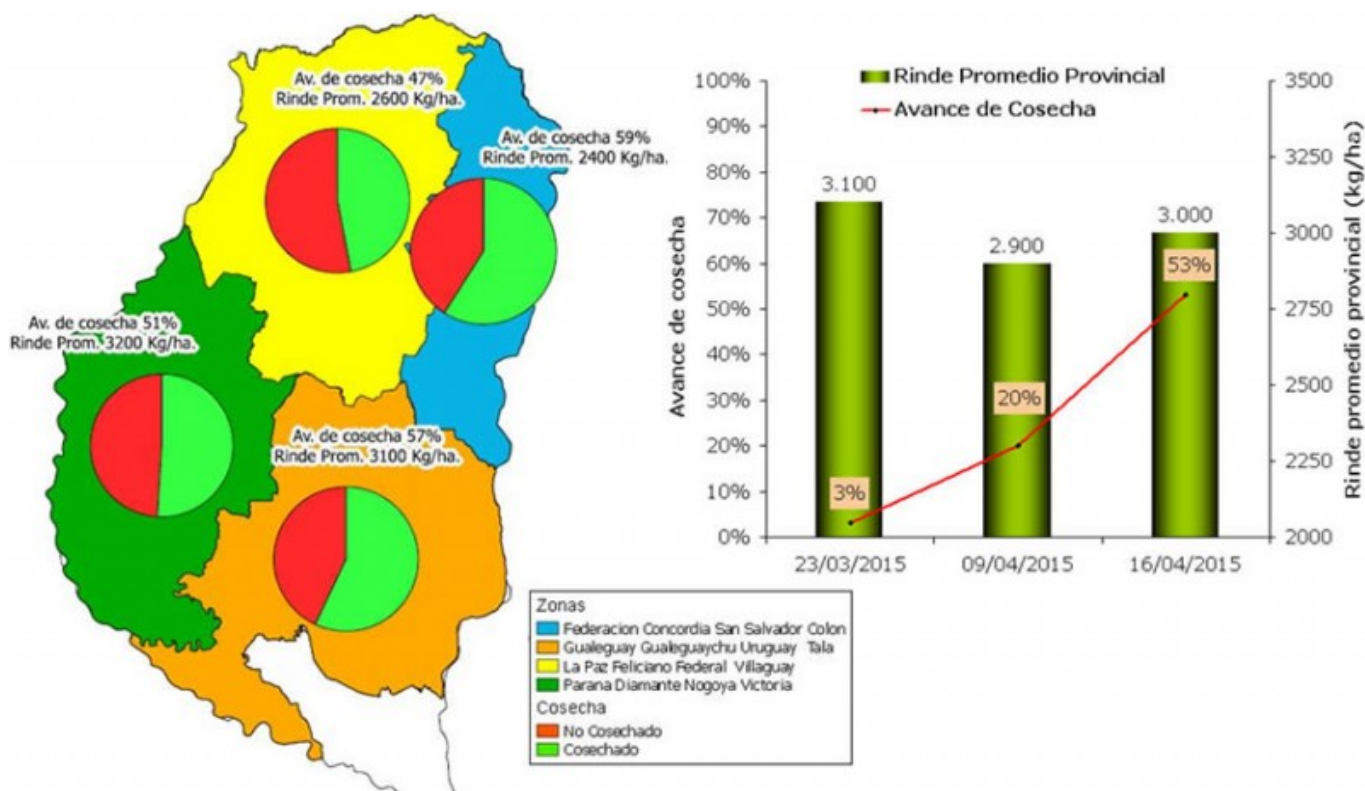 Av. de cosecha 47%
Rinde Prom. 2600 Kg/ha.
Av. de cosecha 59%
Rinde Prom. 2400 Kg/ha.
Av. de cosecha 51%
Rinde Prom. 3200 Kg/ha.
Av. de cosecha 57%
Rinde Prom. 3100 Kg/ha.
Zonas
Federacion Concordia San Salvador Colon
Gualeguay Gualeguaychu Uruguay Tala
La Paz Feliciano Federal Villaguay
Parana Diamante Nogoya Victoria
Cosecha
No Cosechado
Cosechado
Rinde Promedio Provincial
Avance de Cosecha
Avance de cosecha
100%
90%
80%
70%
60%
50%
40%
30%
20%
10%
0%
3.100
2.900
3.000
3%
20%
53%
23/03/2015
09/04/2015
16/04/2015
3500
3250
3000
2750
2500
2250
2000
Rinde promedio provincial (kg/ha)